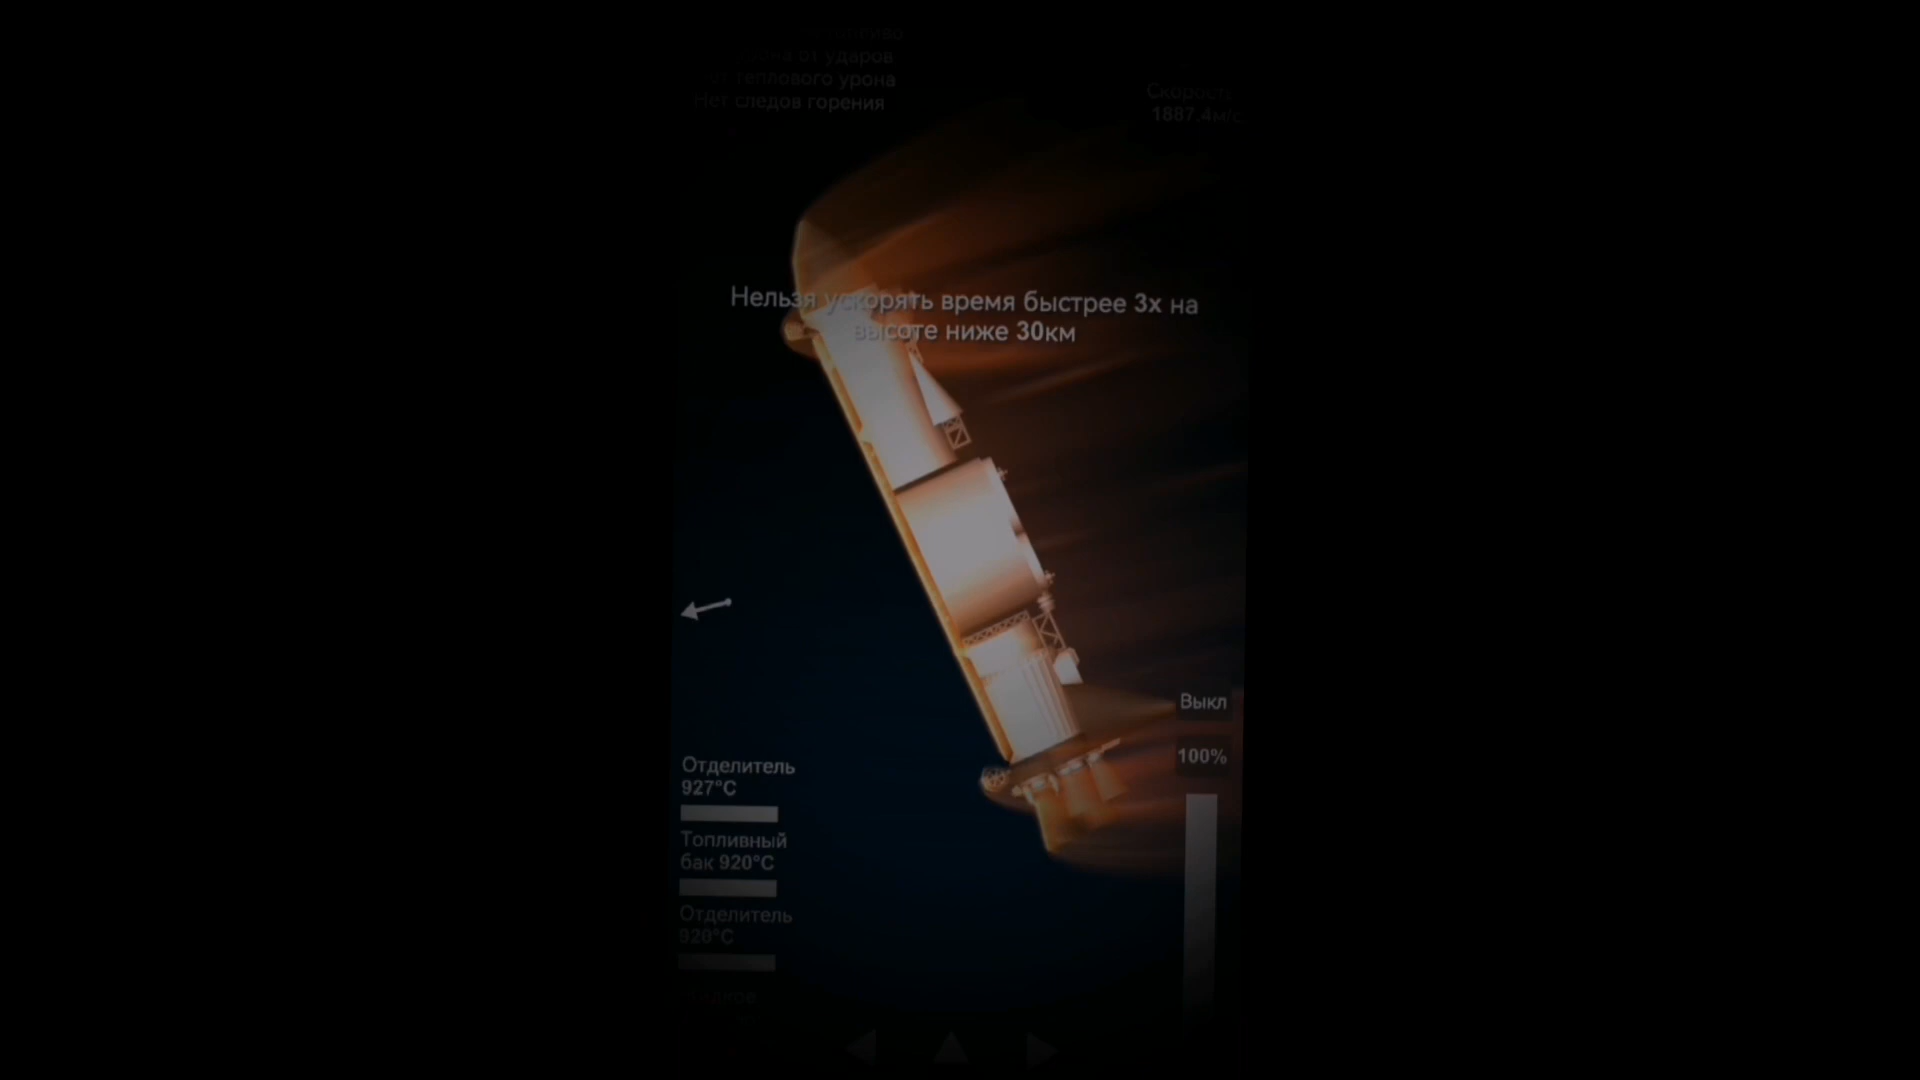 от ударов
теплового урона
Нет следов горения
Скорость
1887.4м/с
Нельзя ускорять время быстрее 3x на
высоте ниже 30км
Выкл
100%
Отделитель
927°C
Топливный
бак 920°C
Отделитель
920°C